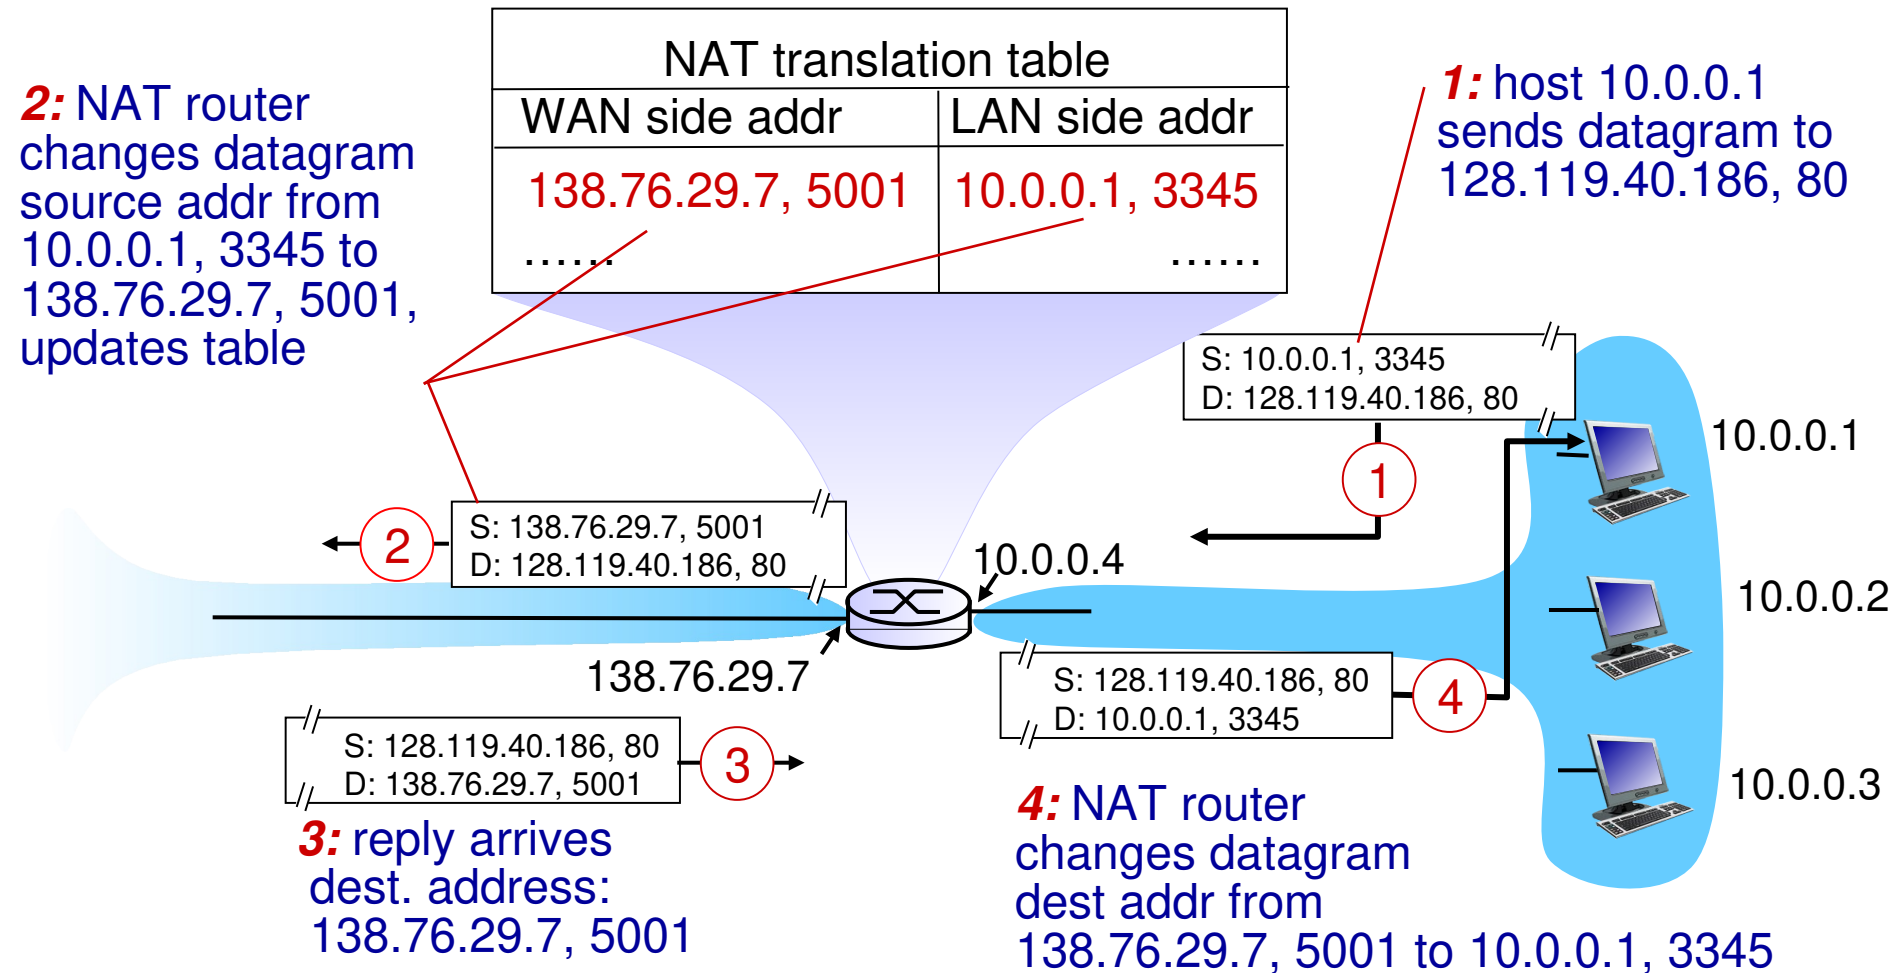 NAT translation table
WAN side addr LAN side addr
138.76.29.7, 5001 10.0.0.1, 3345
...... ......
2: NAT router
changes datagram
source addr from
10.0.0.1, 3345 to
138.76.29.7, 5001,
updates table
1: host 10.0.0.1
sends datagram to
128.119.40.186, 80
S: 10.0.0.1, 3345
D: 128.119.40.186, 80
1
10.0.0.1
S: 138.76.29.7, 5001
D: 128.119.40.186, 80
2
10.0.0.4
10.0.0.2
138.76.29.7
S: 128.119.40.186, 80
D: 10.0.0.1, 3345
4
S: 128.119.40.186, 80
D: 138.76.29.7, 5001
3
10.0.0.3
3: reply arrives
dest. address:
138.76.29.7, 5001
4: NAT router
changes datagram
dest addr from
138.76.29.7, 5001 to 10.0.0.1, 3345